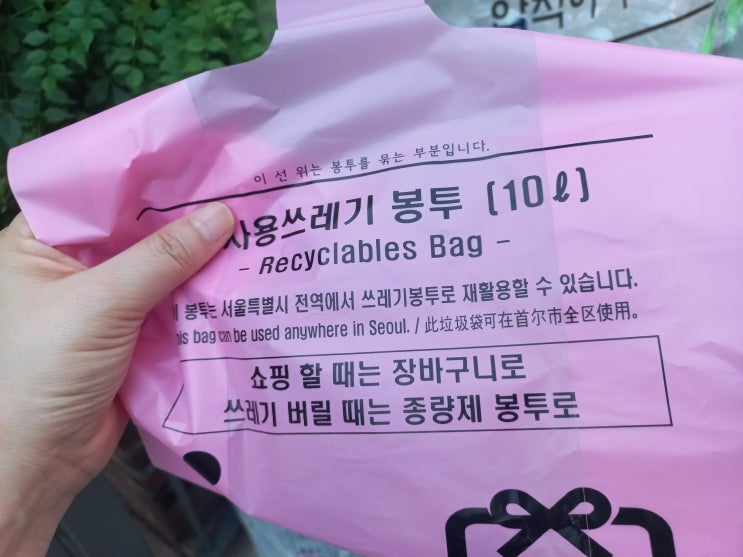 이 선 위는 봉투를 묶는 부분입니다.
사용쓰레기 봉투 (10ℓ)
- Recyclables Bag -
봉투는 서울특별시 전역에서 쓰레기봉투로 재활용할 수 있습니다.
his bag can be used anywhere in Seoul. / 此垃圾袋可在首尔市全区使用。
쇼핑 할 때는 장바구니로
쓰레기 버릴 때는 종량제 봉투로